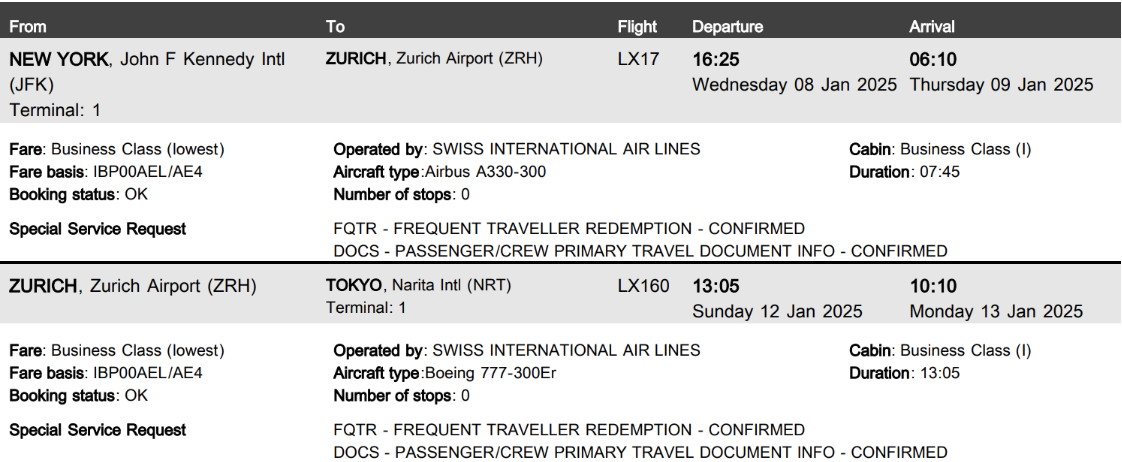 From To Flight Departure Arrival
NEW YORK, John F Kennedy Intl ZURICH, Zurich Airport (ZRH) LX17 16:25 06:10
(JFK) Wednesday 08 Jan 2025 Thursday 09 Jan 2025
Terminal: 1
Fare: Business Class (lowest) Operated by: SWISS INTERNATIONAL AIR LINES Cabin: Business Class (I)
Fare basis: IBP00AEL/AE4 Aircraft type:Airbus A330-300 Duration: 07:45
Booking status: OK Number of stops: 0
Special Service Request FQTR - FREQUENT TRAVELLER REDEMPTION - CONFIRMED
DOCS - PASSENGER/CREW PRIMARY TRAVEL DOCUMENT INFO - CONFIRMED
ZURICH, Zurich Airport (ZRH) TOKYO, Narita Intl (NRT) LX160 13:05 10:10
Terminal: 1 Sunday 12 Jan 2025 Monday 13 Jan 2025
Fare: Business Class (lowest) Operated by: SWISS INTERNATIONAL AIR LINES Cabin: Business Class (I)
Fare basis: IBP00AEL/AE4 Aircraft type:Boeing 777-300Er Duration: 13:05
Booking status: OK Number of stops: 0
Special Service Request FQTR - FREQUENT TRAVELLER REDEMPTION - CONFIRMED
DOCS - PASSENGER/CREW PRIMARY TRAVEL DOCUMENT INFO - CONFIRMED